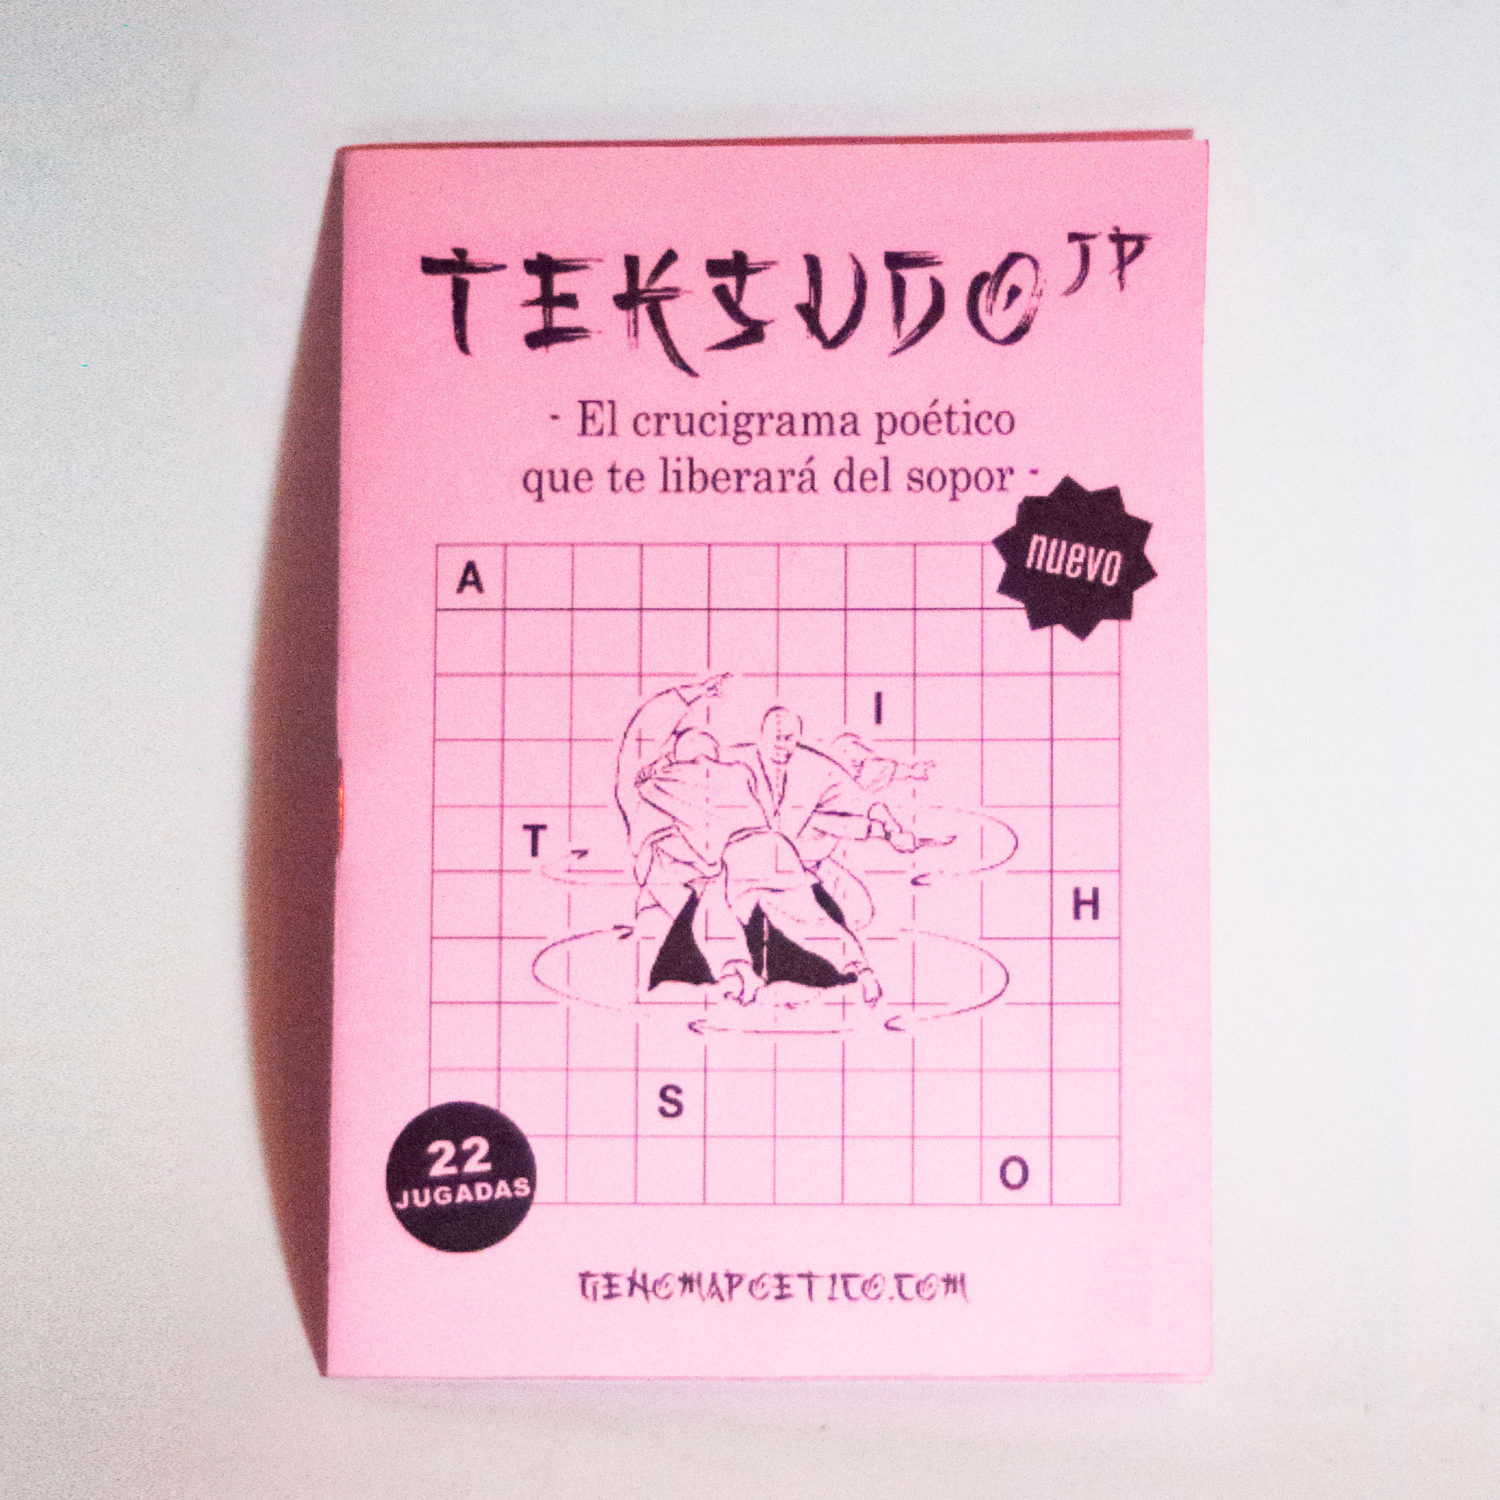 TEKSUDO JP
- El crucigrama poético
que te liberará del sopor -
nuevo
A
I
T
H
S
O
22
JUGADAS
GENOMAPOETICO.COM